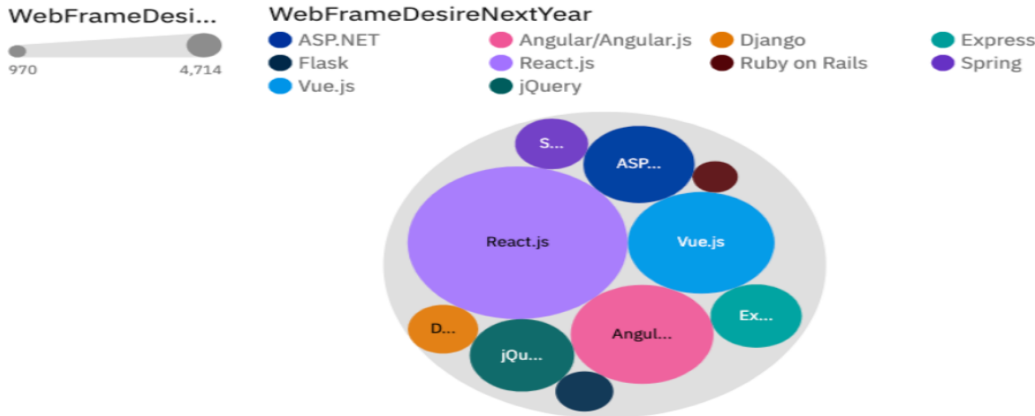 WebFrameDesi...
970 4,714
WebFrameDesireNextYear
ASP.NET Angular/Angular.js Django Express
Flask React.js Ruby on Rails Spring
Vue.js jQuery
S...
ASP...
React.js
Vue.js
Ex...
D...
Angul...
jQu...